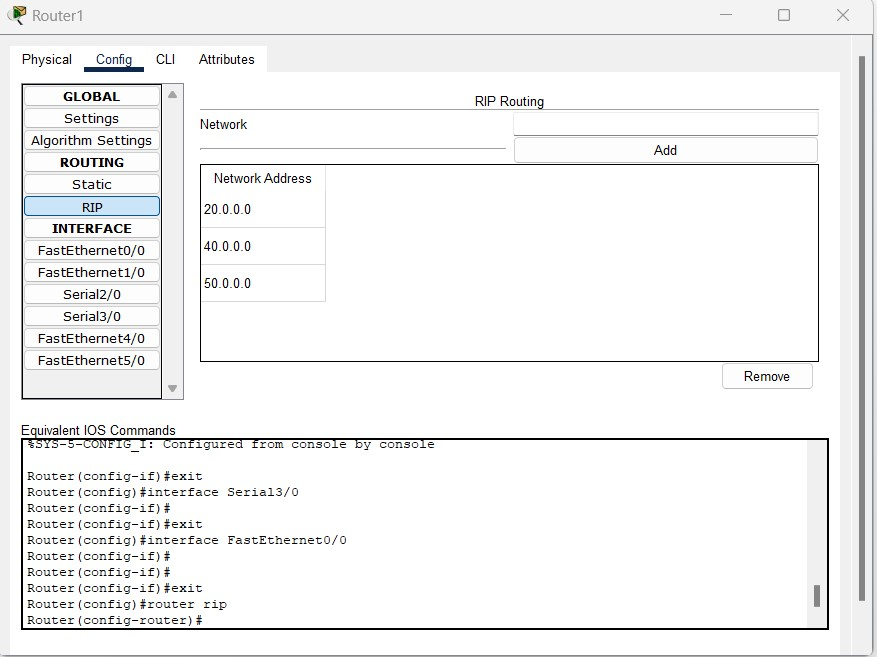 Router1
Physical Config CLI Attributes
GLOBAL
Settings
Algorithm Settings
ROUTING
Static
RIP
INTERFACE
FastEthernet0/0
FastEthernet1/0
Serial2/0
Serial3/0
FastEthernet4/0
FastEthernet5/0
RIP Routing
Network
Add
Network Address
20.0.0.0
40.0.0.0
50.0.0.0
Remove
Equivalent IOS Commands
%SYS-5-CONFIG_I: Configured from console by console
Router(config-if)#exit
Router(config)#interface Serial3/0
Router(config-if)#
Router(config-if)#exit
Router(config)#interface FastEthernet0/0
Router(config-if)#
Router(config-if)#
Router(config-if)#exit
Router(config)#router rip
Router(config-router)#